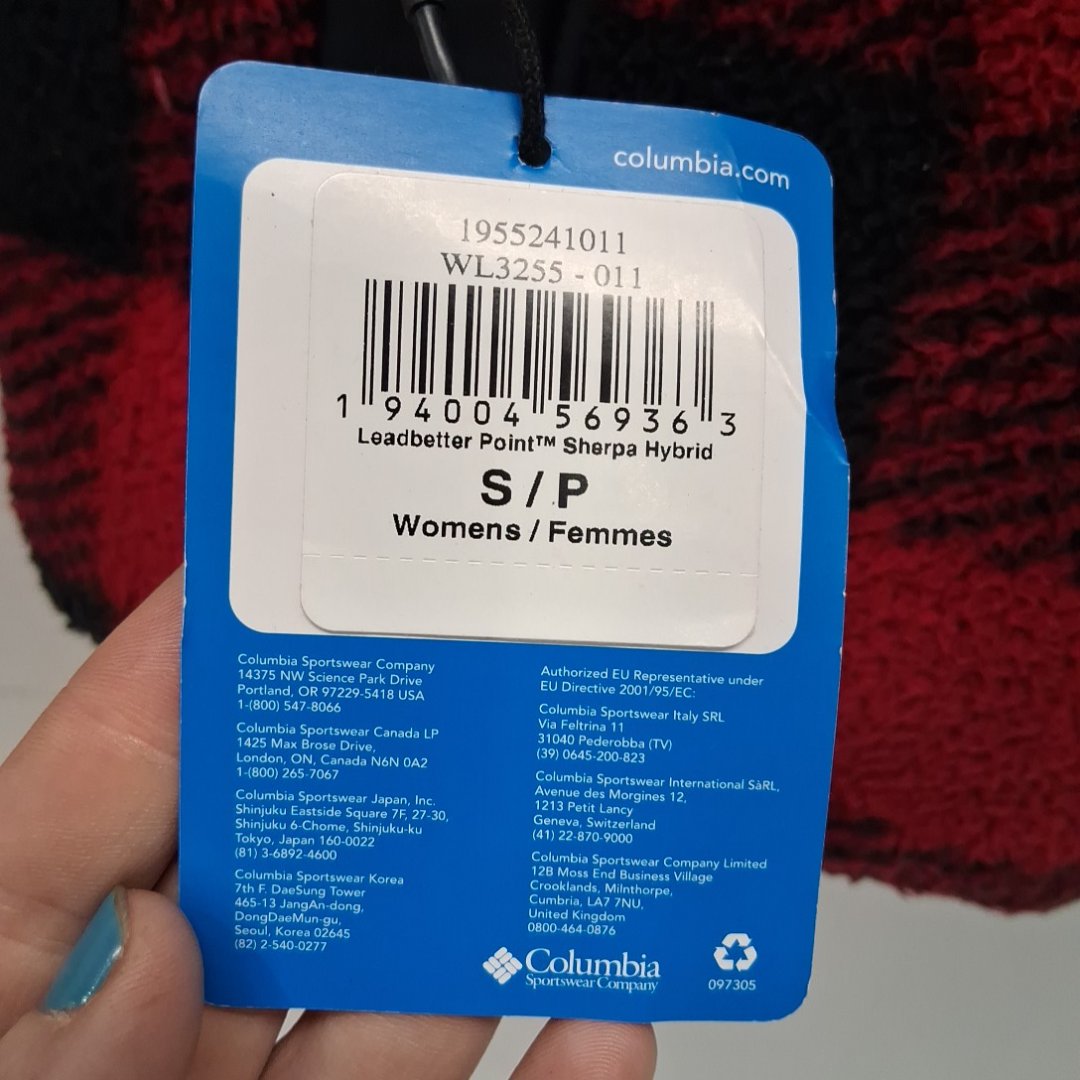 columbia.com
1955241011
WL3255 - 011
1 94004 56936 3
Leadbetter Point™ Sherpa Hybrid
S / P
Womens / Femmes
Columbia Sportswear Company
14375 NW Science Park Drive
Portland, OR 97229-5418 USA
1-(800) 547-8066
Columbia Sportswear Canada LP
1425 Max Brose Drive,
London, ON, Canada N6N 0A2
1-(800) 265-7067
Columbia Sportswear Japan, Inc.
Shinjuku Eastside Square 7F, 27-30,
Shinjuku 6-Chome, Shinjuku-ku
Tokyo, Japan 160-0022
(81) 3-6892-4600
Columbia Sportswear Korea
7th F. DaeSung Tower
465-13 JangAn-dong,
DongDaeMun-gu,
Seoul, Korea 02645
(82) 2-540-0277
Authorized EU Representative under
EU Directive 2001/95/EC:
Columbia Sportswear Italy SRL
Via Feltrina 11
31040 Pederobba (TV)
(39) 0645-200-823
Columbia Sportswear International SàRL,
Avenue des Morgines 12,
1213 Petit Lancy
Geneva, Switzerland
(41) 22-870-9000
Columbia Sportswear Company Limited
12B Moss End Business Village
Crooklands, Milnthorpe,
Cumbria, LA7 7NU,
United Kingdom
0800-464-0876
Columbia
Sportswear Company
097305